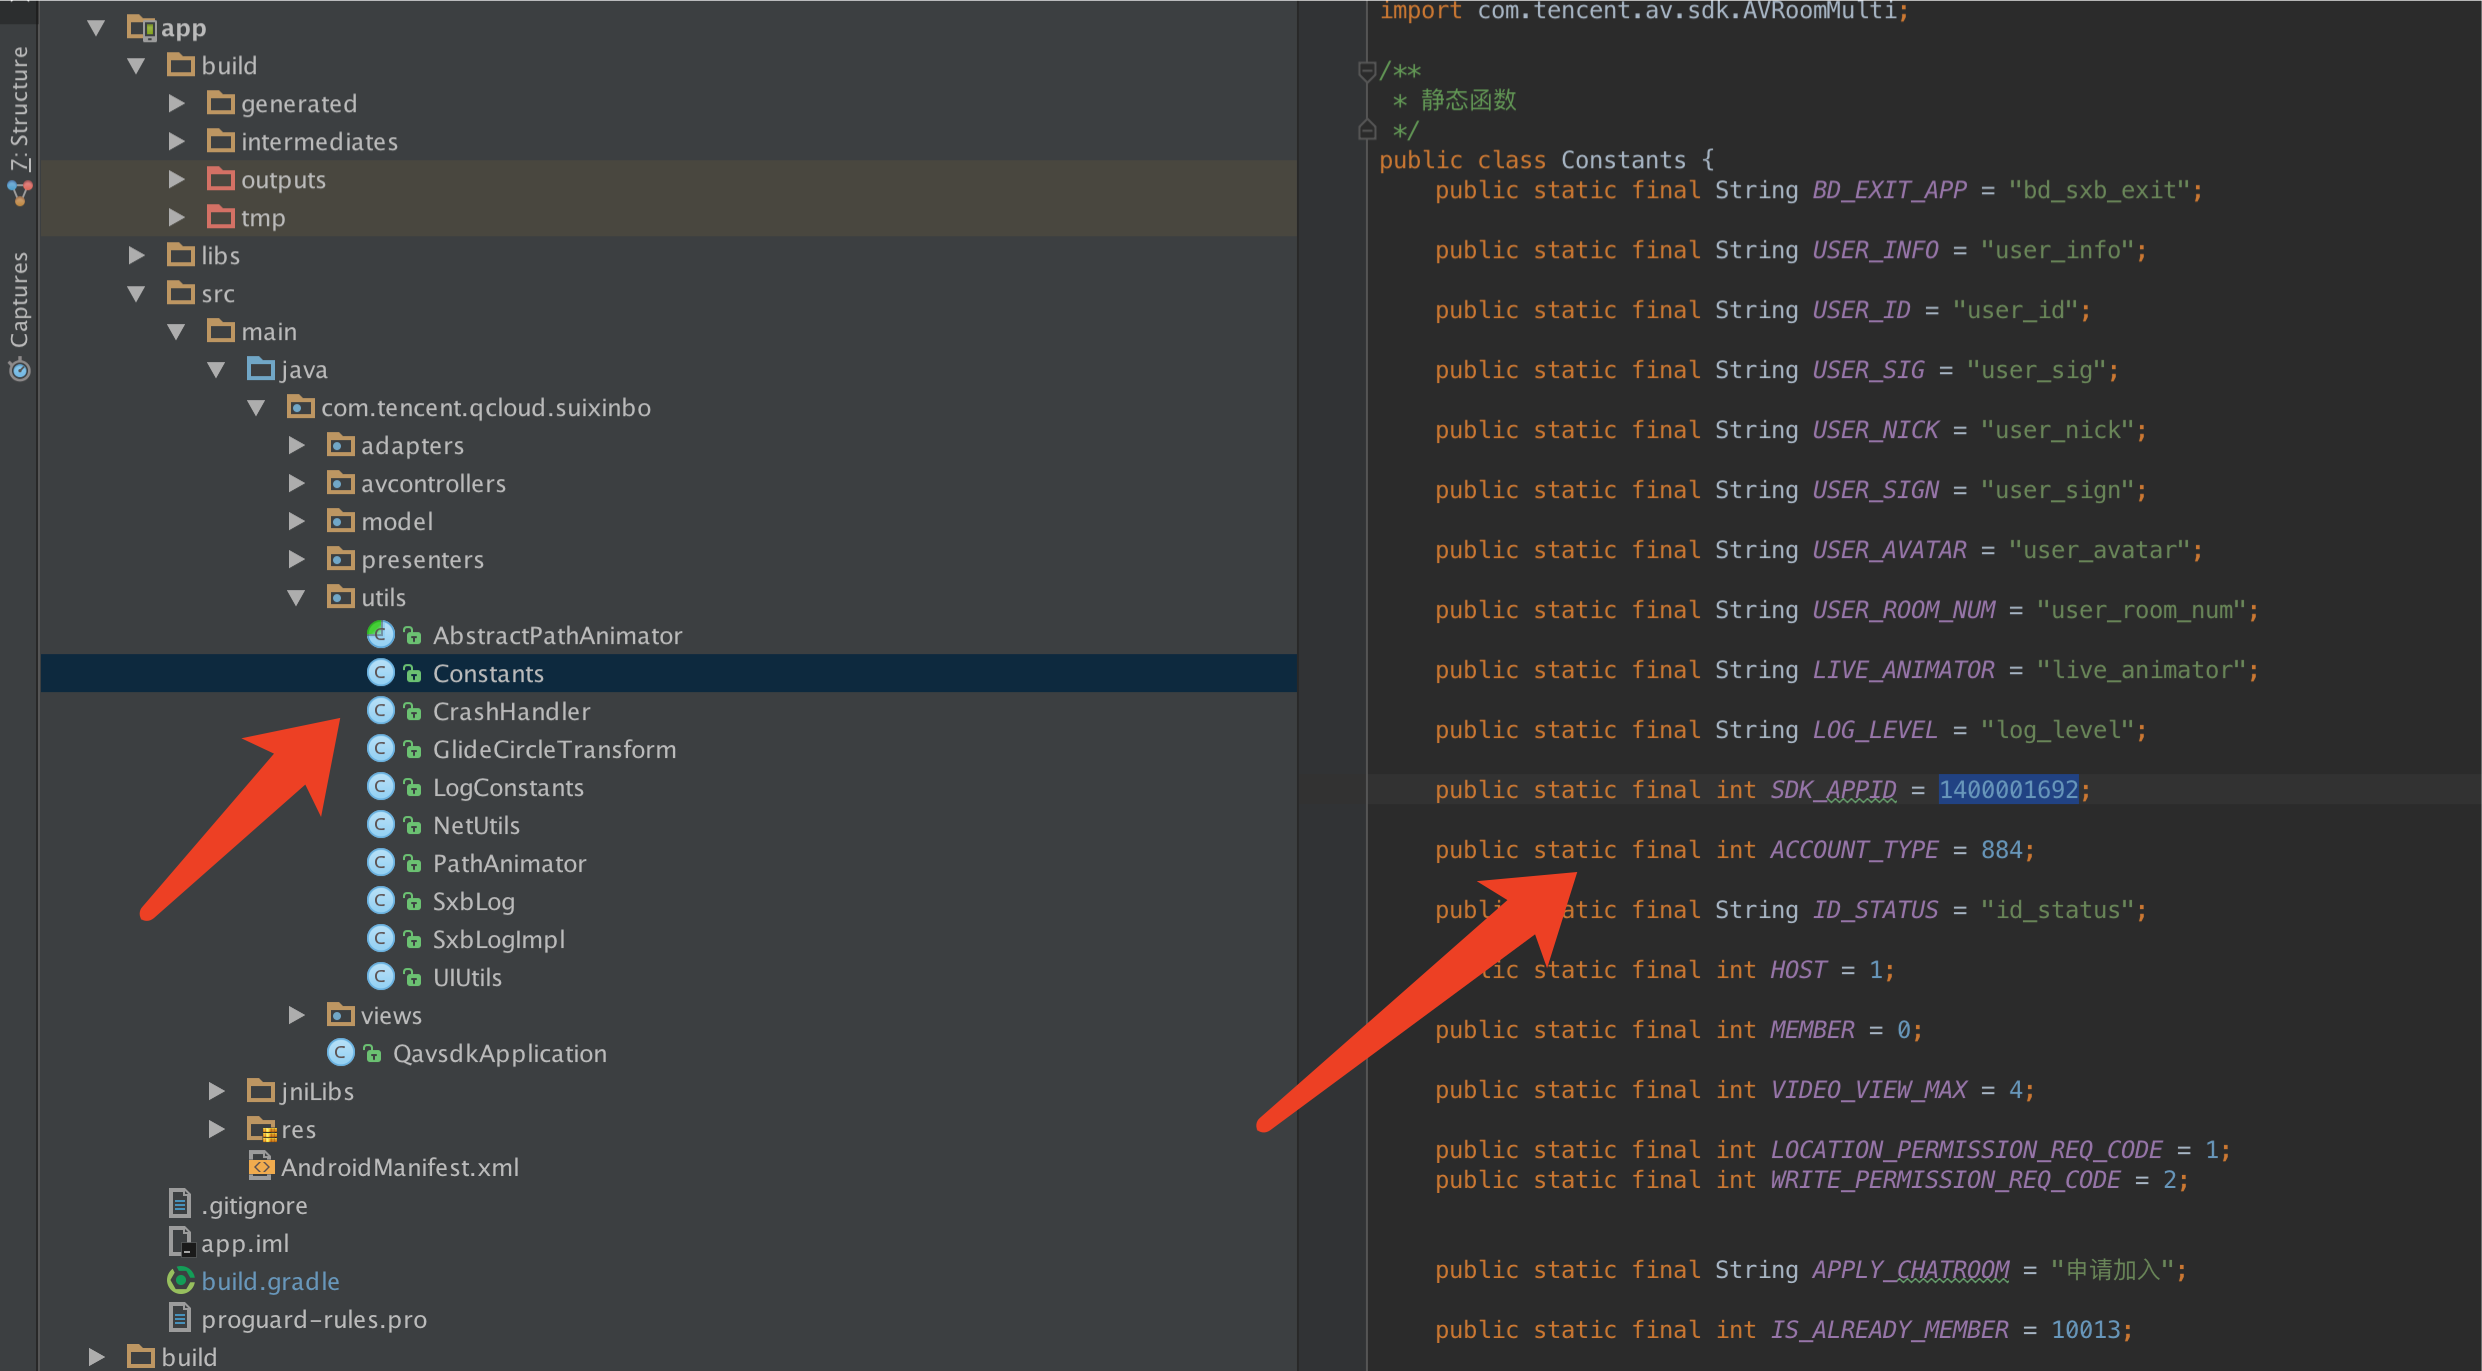 Z: Structure
Captures
app
build
generated
intermediates
outputs
tmp
libs
src
main
java
com.tencent.qcloud.suixinbo
adapters
avcontrollers
model
presenters
utils
AbstractPathAnimator
Constants
CrashHandler
GlideCircleTransform
LogConstants
NetUtils
PathAnimator
SxbLog
SxbLogImpl
UIUtils
views
QavsdkApplication
jniLibs
res
AndroidManifest.xml
.gitignore
app.iml
build.gradle
proguard-rules.pro
build
import com.tencent.av.sdk.AVRoomMulti;
/**
* 静态函数
*/
public class Constants {
public static final String BD_EXIT_APP = "bd_sxb_exit";
public static final String USER_INFO = "user_info";
public static final String USER_ID = "user_id";
public static final String USER_SIG = "user_sig";
public static final String USER_NICK = "user_nick";
public static final String USER_SIGN = "user_sign";
public static final String USER_AVATAR = "user_avatar";
public static final String USER_ROOM_NUM = "user_room_num";
public static final String LIVE_ANIMATOR = "live_animator";
public static final String LOG_LEVEL = "log_level";
public static final int SDK_APPID = 1400001692;
public static final int ACCOUNT_TYPE = 884;
final String ID_STATUS = "id_status";
static final int HOST = 1;
public static final int MEMBER = 0;
public static final int VIDEO_VIEW_MAX = 4;
public static final int LOCATION_PERMISSION_REQ_CODE = 1;
public static final int WRITE_PERMISSION_REQ_CODE = 2;
public static final String APPLY_CHATROOM = "申请加入";
public static final int IS_ALREADY_MEMBER = 10013;